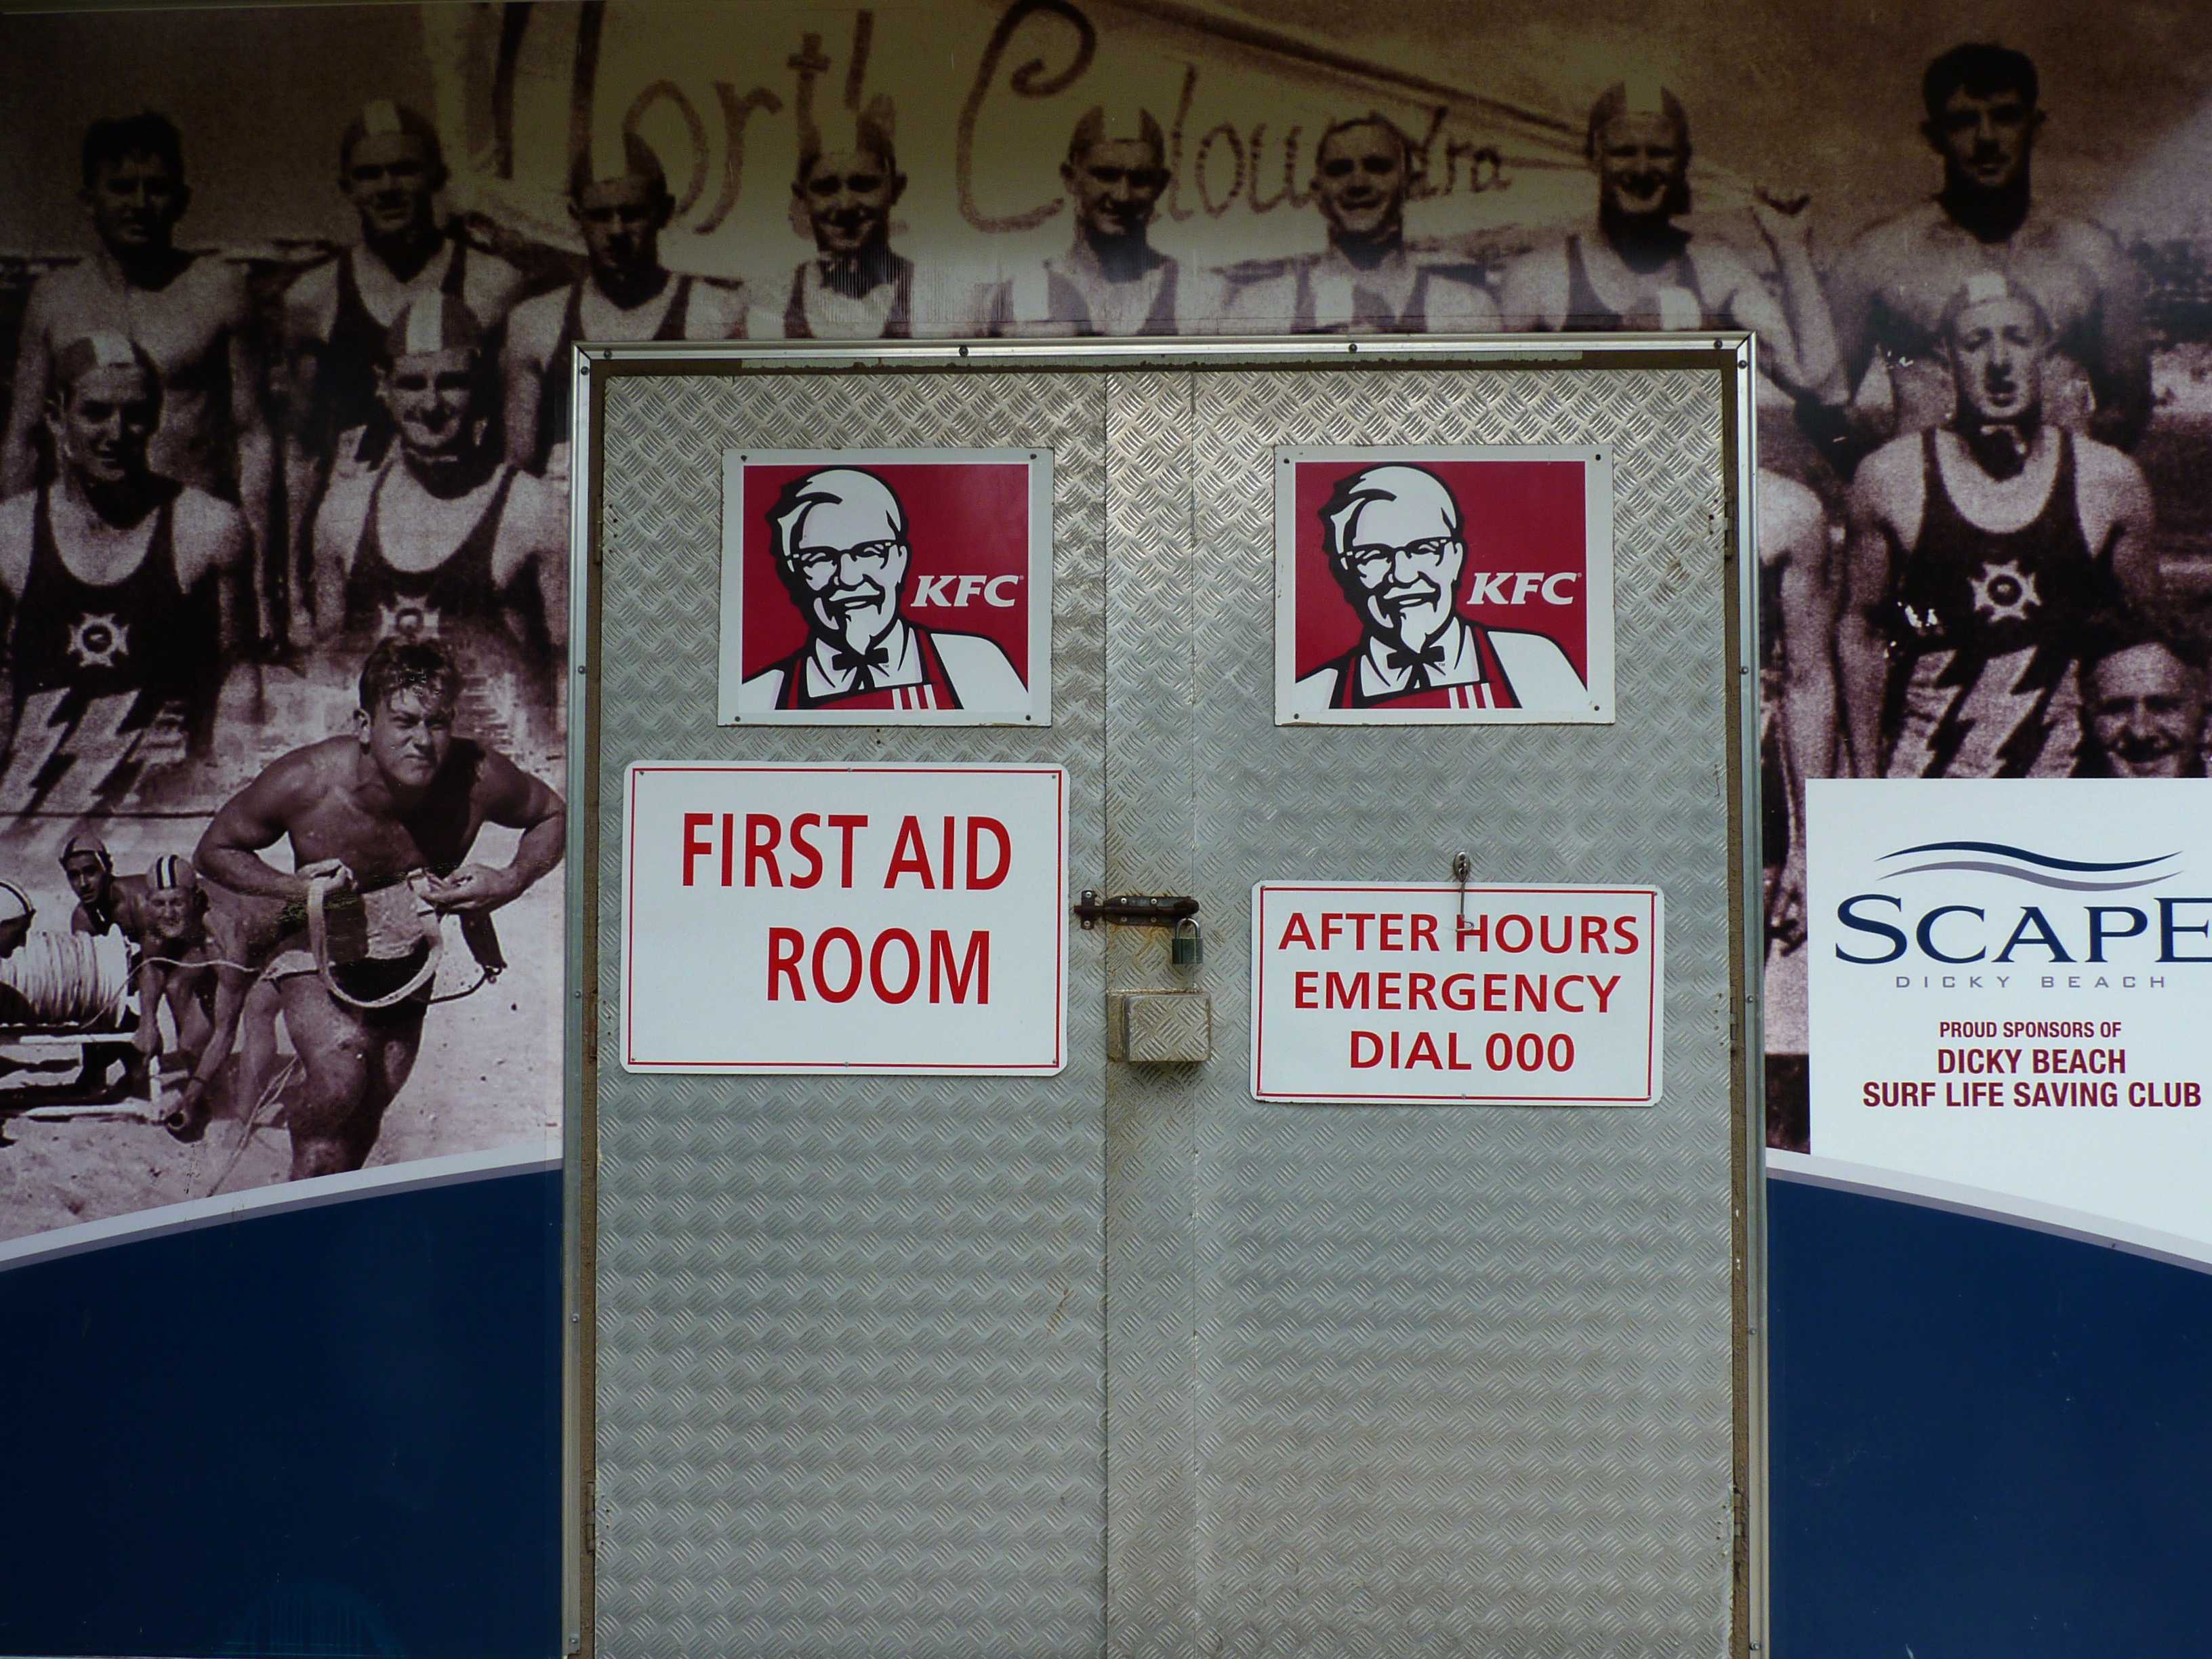 North Caloundra
KFC
KFC
FIRST AID
ROOM
AFTER HOURS
EMERGENCY
DIAL 000
SCAPE
DICKY BEACH
PROUD SPONSORS OF
DICKY BEACH
SURF LIFE SAVING CLUB